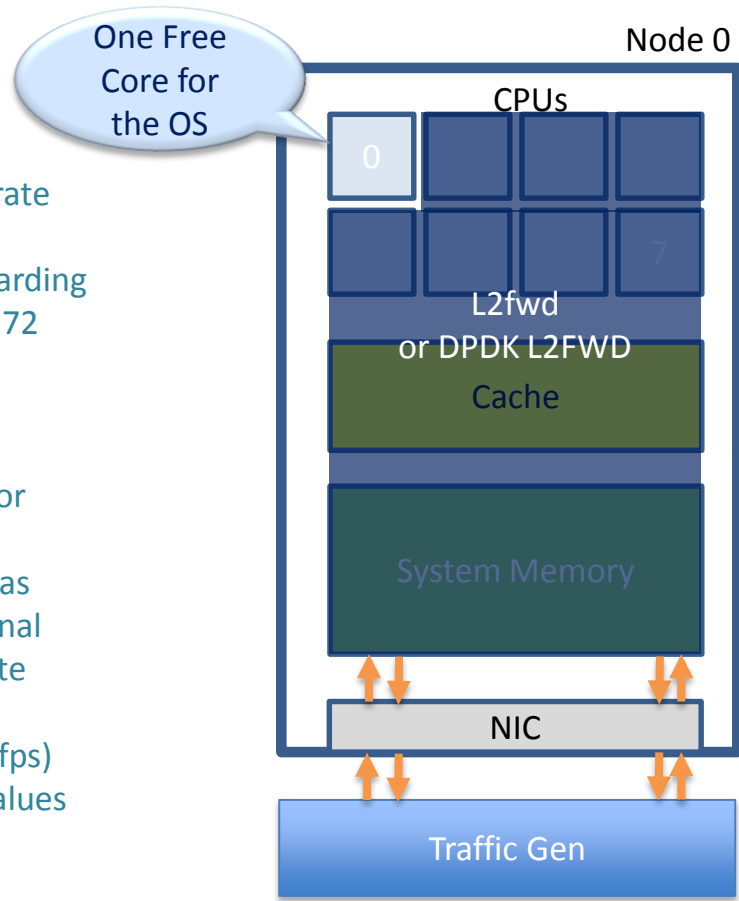 One Free
Core for
the OS
Node 0
CPUs
0
7
L2fwd
or DPDK L2FWD
Cache
System Memory
NIC
Traffic Gen
rate
arding
72
or
as
nal
te
fps)
alues